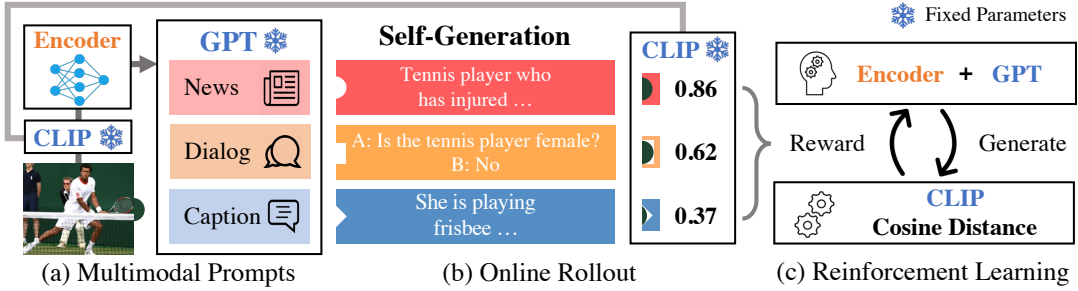 Encoder
CLIP
GPT
News
Dialog
Caption
(a) Multimodal Prompts
Self-Generation
Tennis player who
has injured …
A: Is the tennis player female?
B: No
She is playing
frisbee …
(b) Online Rollout
CLIP
0.86
0.62
0.37
Fixed Parameters
Encoder + GPT
Reward
Generate
CLIP
Cosine Distance
(c) Reinforcement Learning